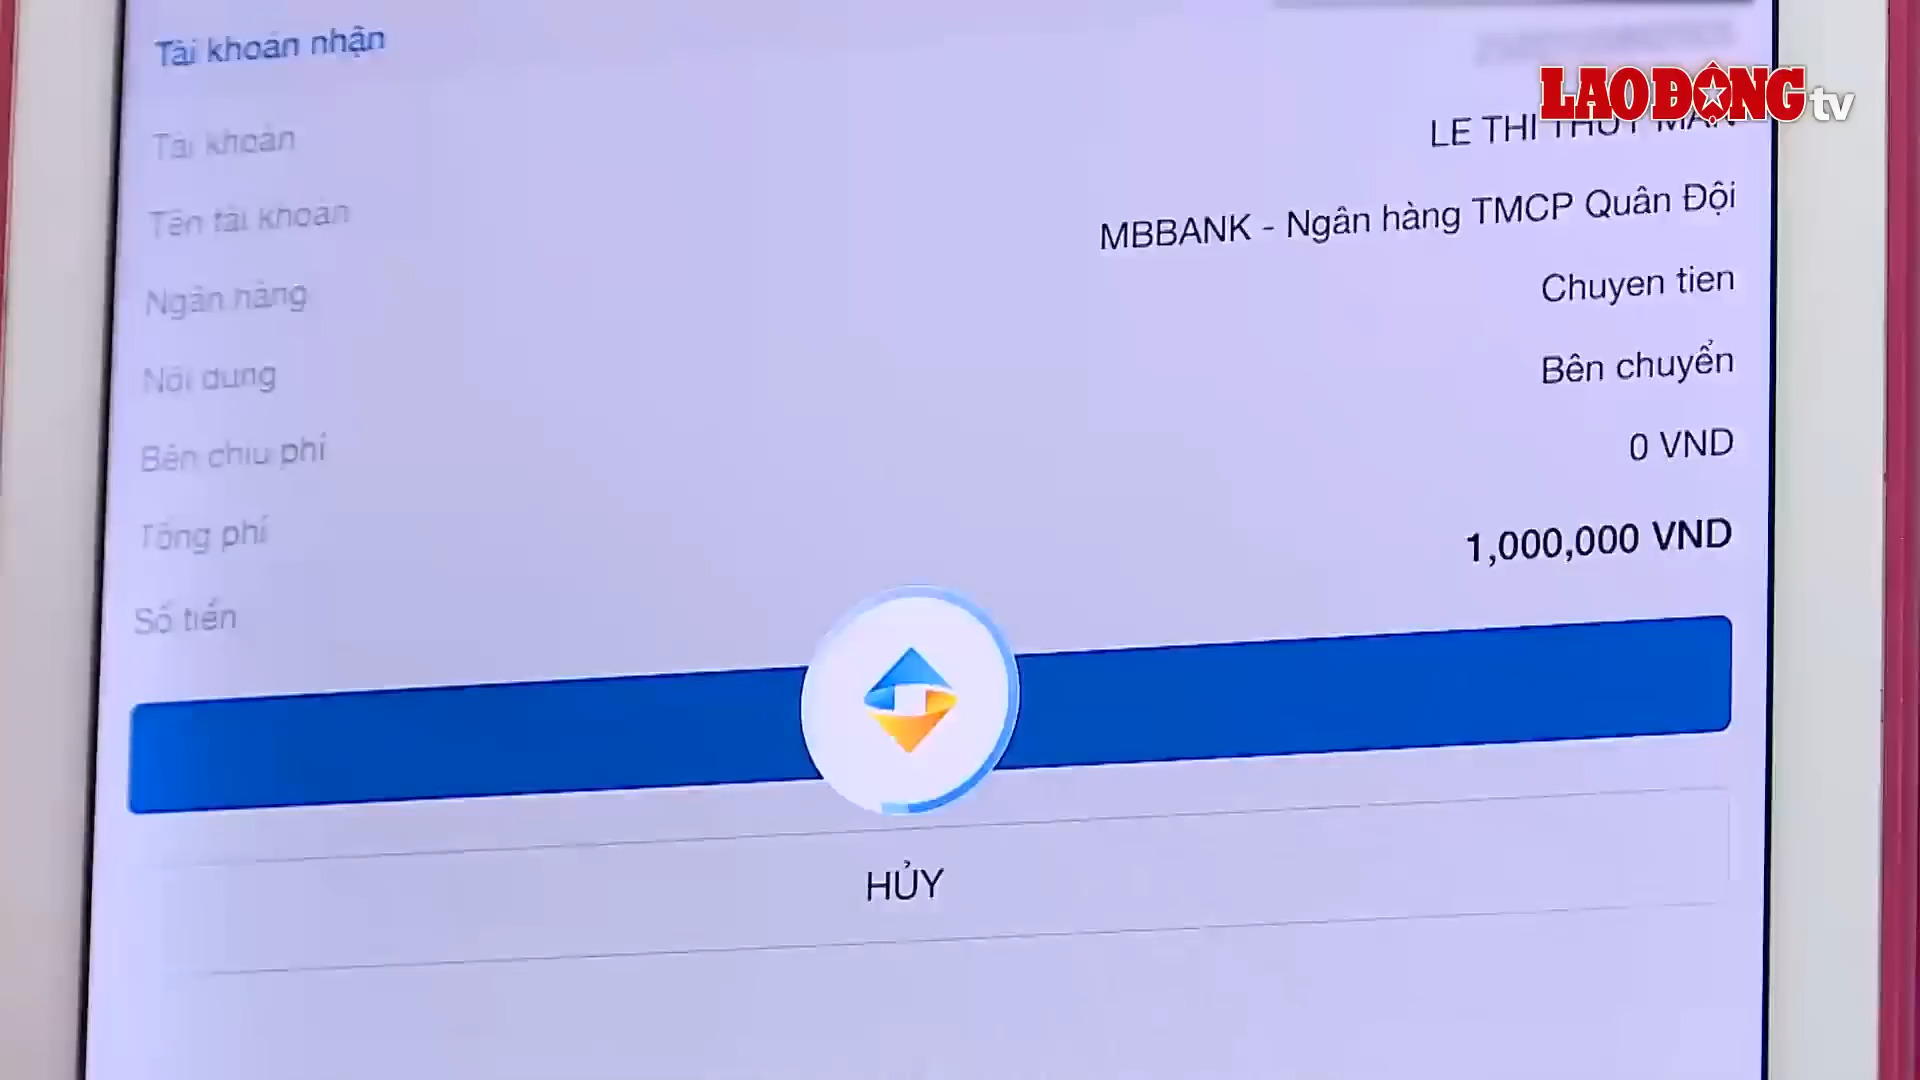 Tài khoản nhận
LAO ĐỘNG tv
Tài khoản
LE THI THUY MAN
Tên tài khoản
MBBANK - Ngân hàng TMCP Quân Đội
Ngân hàng
Chuyen tien
Nội dung
Bên chuyển
Bên chịu phí
0 VND
Tổng phí
1,000,000 VND
Số tiền
HỦY